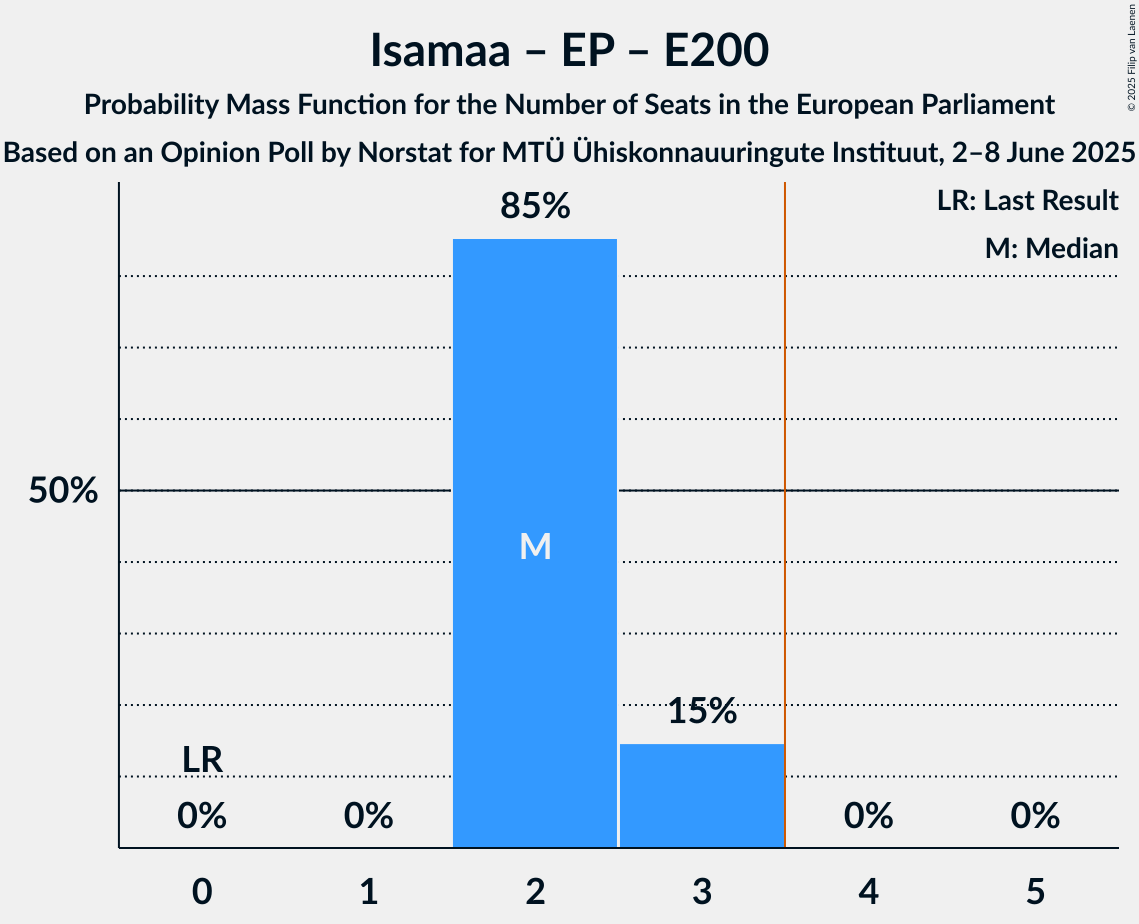 Isamaa – EP – E200
Probability Mass Function for the Number of Seats in the European Parliament
Based on an Opinion Poll by Norstat for MTÜ Ühiskonnauuringute Instituut, 2–8 June 2025
© 2025 Filip van Laenen
LR: Last Result
M: Median
85%
50%
M
15%
LR
0%
0%
0%
0%
0
1
2
3
4
5